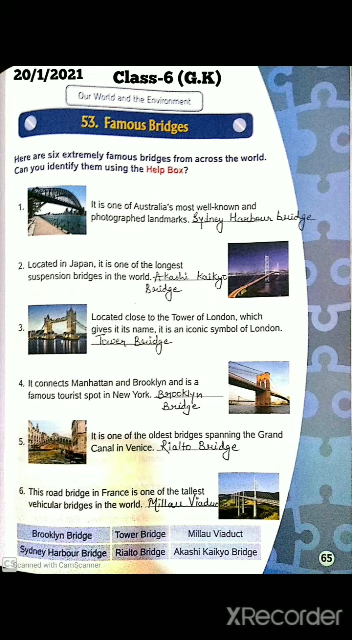 20/1/2021
Class-6 (G.K)
Our World and the Environment
53. Famous Bridges
Here are six extremely famous bridges from across the world.
Can you identify them using the Help Box?
1. It is one of Australia's most well-known and
photographed landmarks. Sydney Harbour bridge
2. Located in Japan, it is one of the longest
suspension bridges in the world. Akashi Kaikyo
Bridge
Located close to the Tower of London, which
3. gives it its name, it is an iconic symbol of London.
Tower Bridge
4. It connects Manhattan and Brooklyn and is a
famous tourist spot in New York. Brooklyn
Bridge
5. It is one of the oldest bridges spanning the Grand
Canal in Venice. Rialto Bridge
6. This road bridge in France is one of the tallest
vehicular bridges in the world. Millau Viaduct
Brooklyn Bridge Tower Bridge Millau Viaduct
Sydney Harbour Bridge Rialto Bridge Akashi Kaikyo Bridge
CS Scanned with CamScanner
65
XRecorder